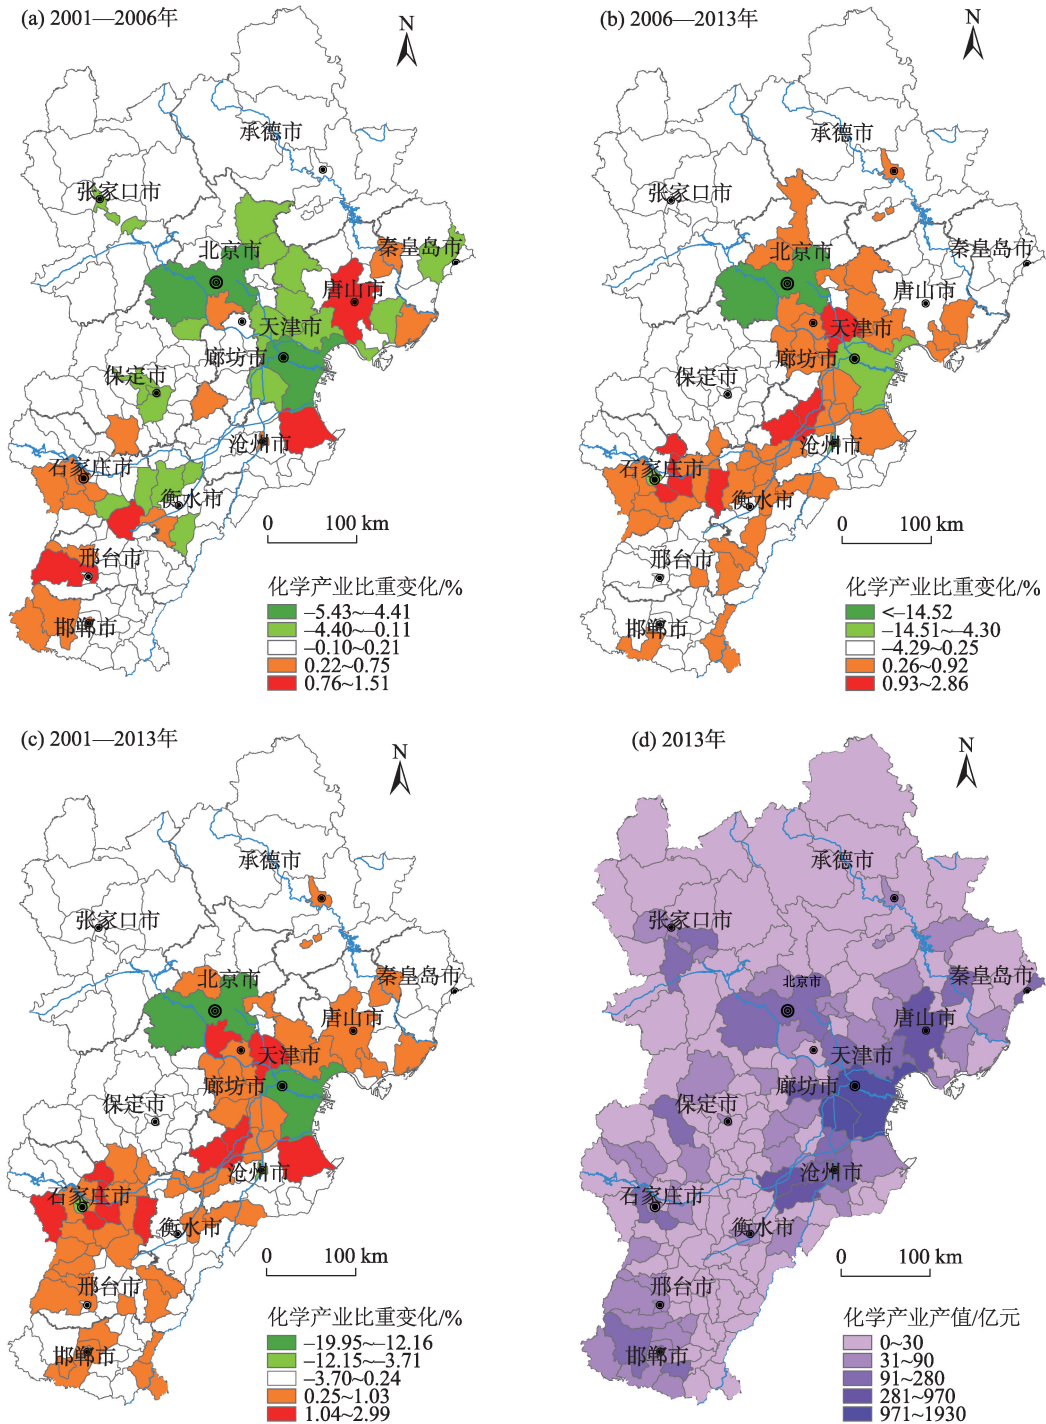 (a) 2001—2006年
N
承德市
张家口市
北京市
秦皇岛市
唐山市
天津市
廊坊市
保定市
沧州市
石家庄市
衡水市
邢台市
邯郸市
0 100 km
化学产业比重变化/%
–5.43~–4.41
–4.40~–0.11
–0.10~0.21
0.22~0.75
0.76~1.51
(b) 2006—2013年
N
承德市
张家口市
北京市
秦皇岛市
唐山市
天津市
廊坊市
保定市
沧州市
石家庄市
衡水市
邢台市
邯郸市
0 100 km
化学产业比重变化/%
<–14.52
–14.51~–4.30
–4.29~0.25
0.26~0.92
0.93~2.86
(c) 2001—2013年
N
承德市
张家口市
北京市
秦皇岛市
唐山市
天津市
廊坊市
保定市
沧州市
石家庄市
衡水市
邢台市
邯郸市
0 100 km
化学产业比重变化/%
–19.95~–12.16
–12.15~–3.71
–3.70~0.24
0.25~1.03
1.04~2.99
(d) 2013年
N
承德市
张家口市
北京市
秦皇岛市
唐山市
天津市
廊坊市
保定市
沧州市
石家庄市
衡水市
邢台市
邯郸市
0 100 km
化学产业产值/亿元
0~30
31~90
91~280
281~970
971~1930